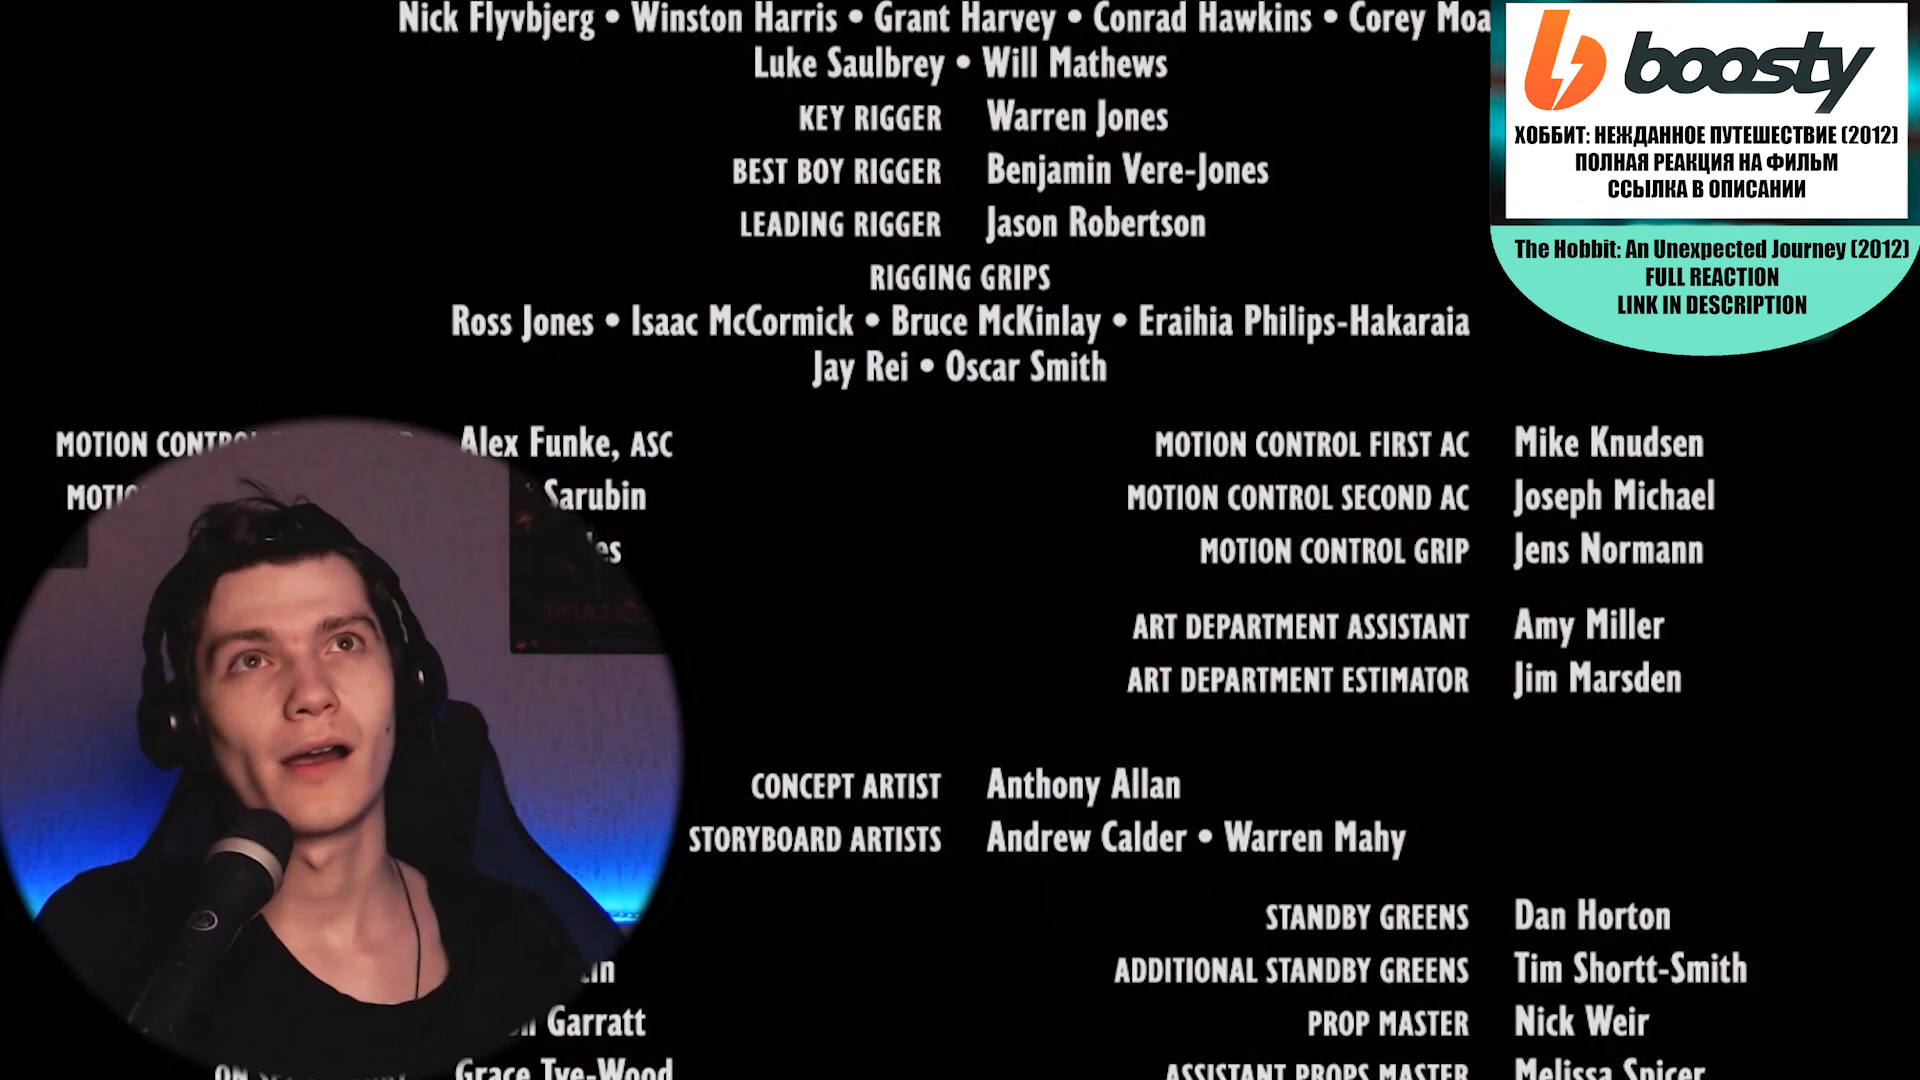 Nick Flyvbjerg • Winston Harris • Grant Harvey • Conrad Hawkins • Corey Moa
Luke Saulbrey • Will Mathews
KEY RIGGER Warren Jones
BEST BOY RIGGER Benjamin Vere-Jones
LEADING RIGGER Jason Robertson
RIGGING GRIPS
Ross Jones • Isaac McCormick • Bruce McKinlay • Eraihia Philips-Hakaraia
Jay Rei • Oscar Smith
boosty
ХОББИТ: НЕЖДАННОЕ ПУТЕШЕСТВИЕ (2012)
ПОЛНАЯ РЕАКЦИЯ НА ФИЛЬМ
ССЫЛКА В ОПИСАНИИ
The Hobbit: An Unexpected Journey (2012)
FULL REACTION
LINK IN DESCRIPTION
MOTION Alex Funke, ASC
Sarubin
MOTION CONTROL FIRST AC Mike Knudsen
MOTION CONTROL SECOND AC Joseph Michael
MOTION CONTROL GRIP Jens Normann
ART DEPARTMENT ASSISTANT Amy Miller
ART DEPARTMENT ESTIMATOR Jim Marsden
CONCEPT ARTIST Anthony Allan
STORYBOARD ARTISTS Andrew Calder • Warren Mahy
Garratt
Grace Tye-Wood
STANDBY GREENS Dan Horton
ADDITIONAL STANDBY GREENS Tim Shortt-Smith
PROP MASTER Nick Weir
ASSISTANT PROPS MASTER Melissa Spicer